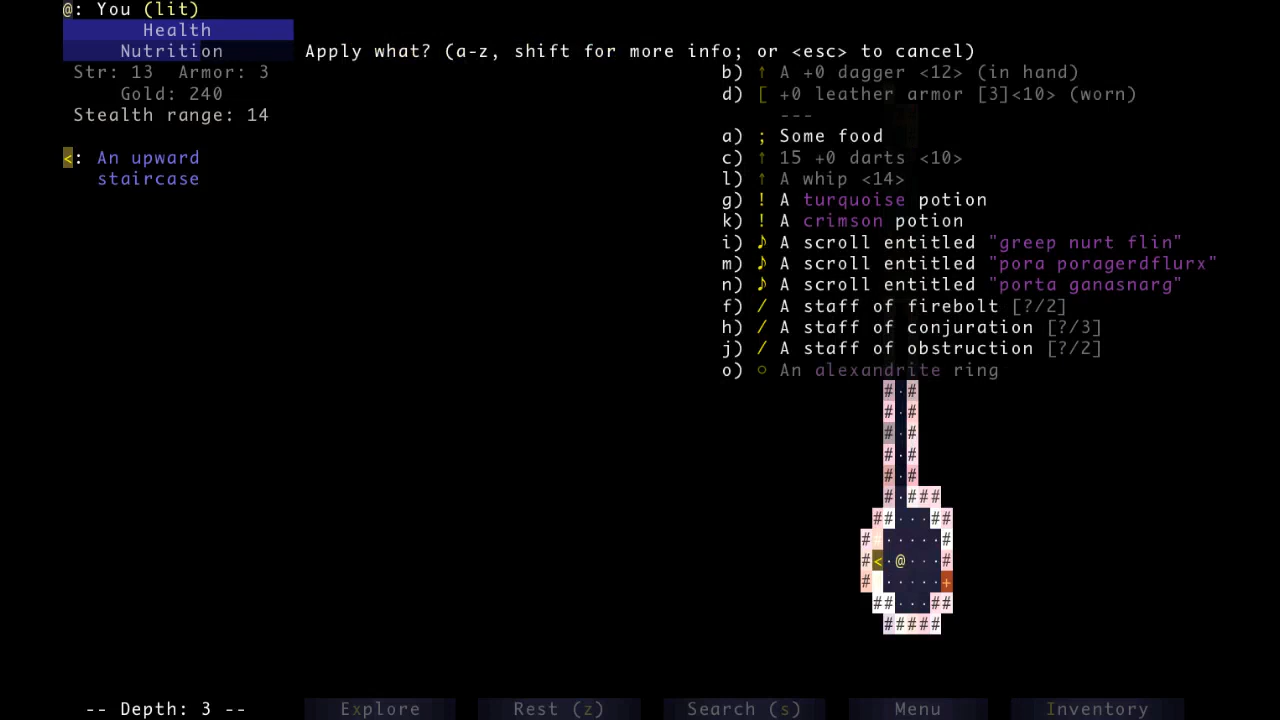 @: You (lit)
Health
Nutrition
Str: 13 Armor: 3
Gold: 240
Stealth range: 14
<: An upward
staircase
Apply what? (a-z, shift for more info; or <esc> to cancel)
b) ↑ A +0 dagger <12> (in hand)
d) [ +0 leather armor [3]<10> (worn)
---
a) ; Some food
c) ↑ 15 +0 darts <10>
l) ↑ A whip <14>
g) ! A turquoise potion
k) ! A crimson potion
i) ♪ A scroll entitled "greep nurt flin"
m) ♪ A scroll entitled "pora poragerdflurx"
n) ♪ A scroll entitled "porta ganasnarg"
f) / A staff of firebolt [?/2]
h) / A staff of conjuration [?/3]
j) / A staff of obstruction [?/2]
o) ○ An alexandrite ring
#·#
#·#
#·#
#·#
#·#
#·###
##···##
#·····#
#<·@···#
#·····+
##···##
#####
-- Depth: 3 --
Explore
Rest (z)
Search (s)
Menu
Inventory